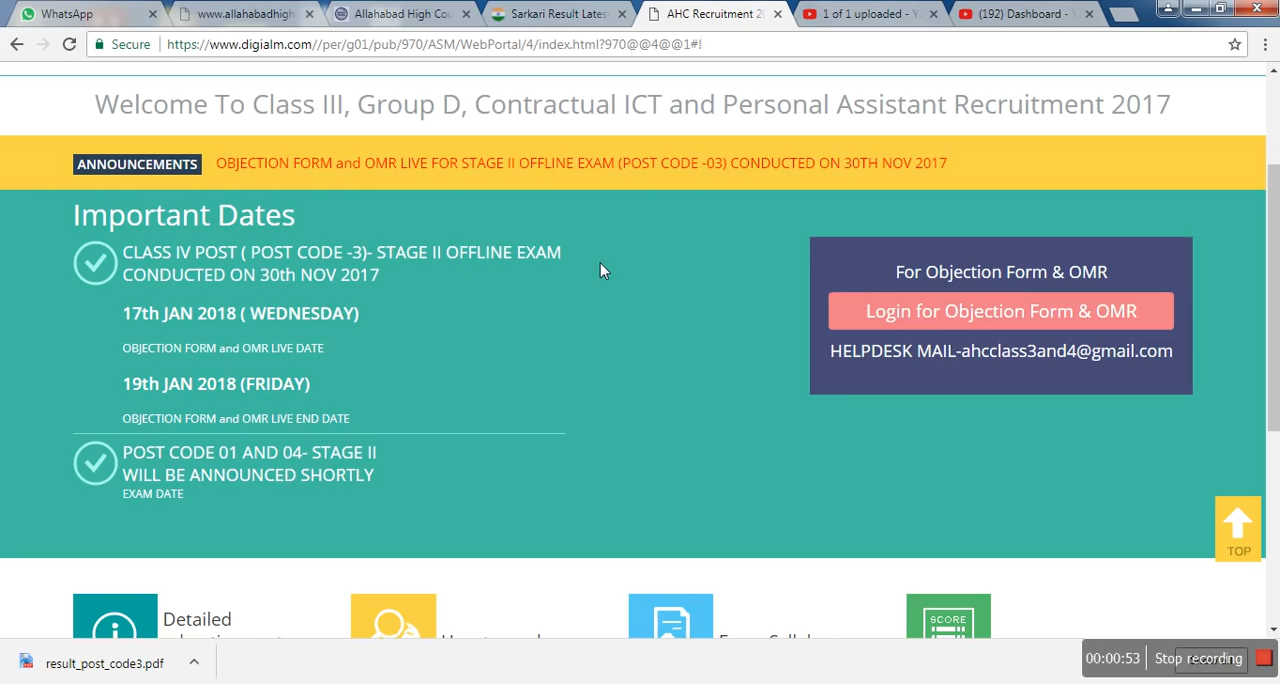 WhatsApp
www.allahabadhigh
Allahabad High Cou
Sarkari Result Lates
AHC Recruitment 20
1 of 1 uploaded - Y
(192) Dashboard - Y
Secure
https://www.digialm.com//per/g01/pub/970/ASM/WebPortal/4/index.html?970@@4@@1#!
Welcome To Class III, Group D, Contractual ICT and Personal Assistant Recruitment 2017
ANNOUNCEMENTS
OBJECTION FORM and OMR LIVE FOR STAGE II OFFLINE EXAM (POST CODE -03) CONDUCTED ON 30TH NOV 2017
Important Dates
CLASS IV POST ( POST CODE -3)- STAGE II OFFLINE EXAM
CONDUCTED ON 30th NOV 2017
17th JAN 2018 ( WEDNESDAY)
OBJECTION FORM and OMR LIVE DATE
19th JAN 2018 (FRIDAY)
OBJECTION FORM and OMR LIVE END DATE
POST CODE 01 AND 04- STAGE II
WILL BE ANNOUNCED SHORTLY
EXAM DATE
For Objection Form & OMR
Login for Objection Form & OMR
HELPDESK MAIL-ahcclass3and4@gmail.com
TOP
Detailed
SCORE
result_post_code3.pdf
00:00:53
Stop recording